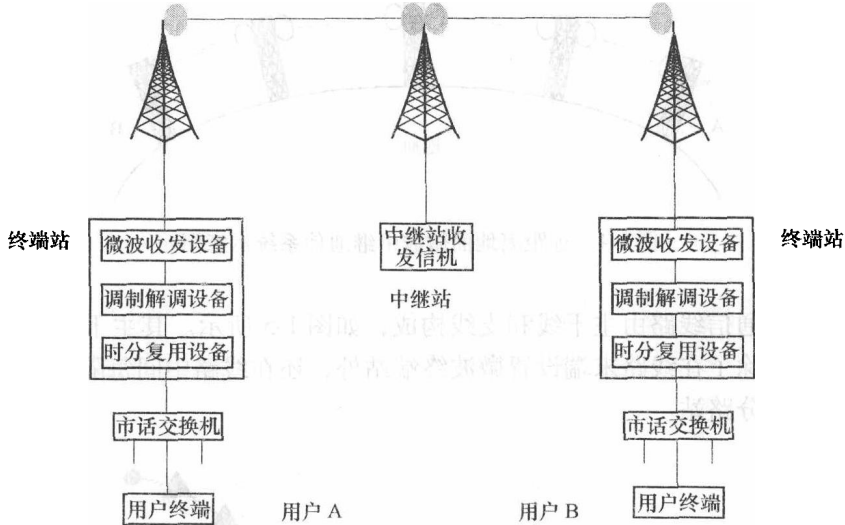 终端站
微波收发设备
调制解调设备
时分复用设备
市话交换机
用户终端
用户 A
中继站收
发信机
中继站
终端站
微波收发设备
调制解调设备
时分复用设备
市话交换机
用户终端
用户 B